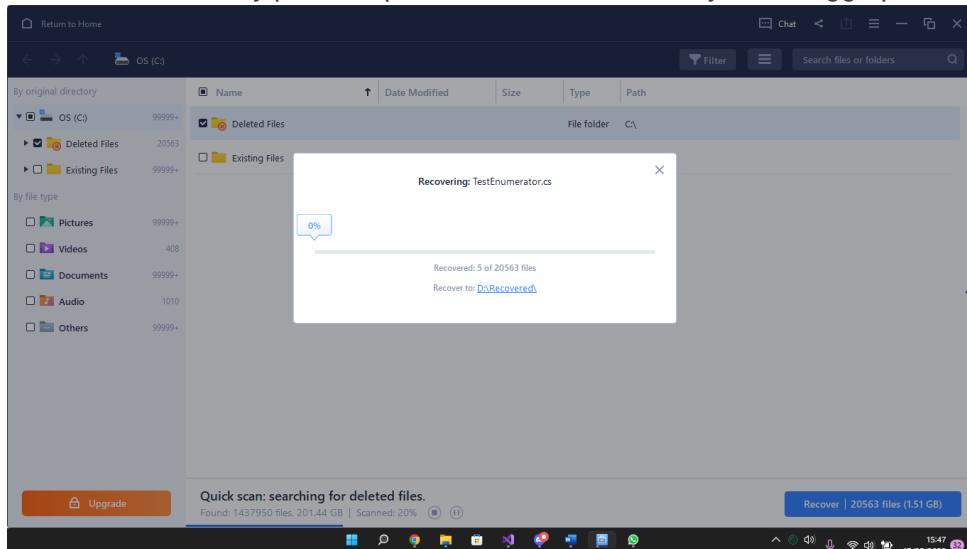 Return to Home
Chat
OS (C:)
Filter
Search files or folders
By original directory
Name
Date Modified
Size
Type
Path
OS (C:) 99999+
Deleted Files 20563
Existing Files 99999+
By file type
Pictures 99999+
Videos 408
Documents 99999+
Audio 1010
Others 99999+
Deleted Files File folder C:\
Existing Files
Recovering: TestEnumerator.cs
0%
Recovered: 5 of 20563 files
Recover to: D:\Recovered\
Upgrade
Quick scan: searching for deleted files.
Found: 1437950 files, 201.44 GB | Scanned: 20%
Recover | 20563 files (1.51 GB)
15:47
32